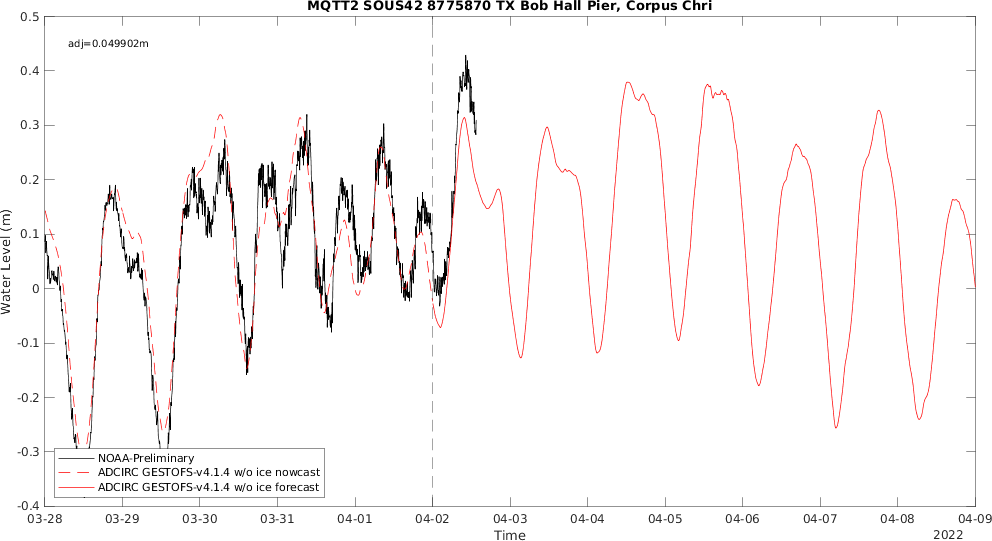 MQTT2 SOUS42 8775870 TX Bob Hall Pier, Corpus Chri
adj=0.049902m
0.5
0.4
0.3
0.2
0.1
0
-0.1
-0.2
-0.3
-0.4
Water Level (m)
NOAA-Preliminary
ADCIRC GESTOFS-v4.1.4 w/o ice nowcast
ADCIRC GESTOFS-v4.1.4 w/o ice forecast
03-28 03-29 03-30 03-31 04-01 04-02 04-03 04-04 04-05 04-06 04-07 04-08 04-09
Time
2022